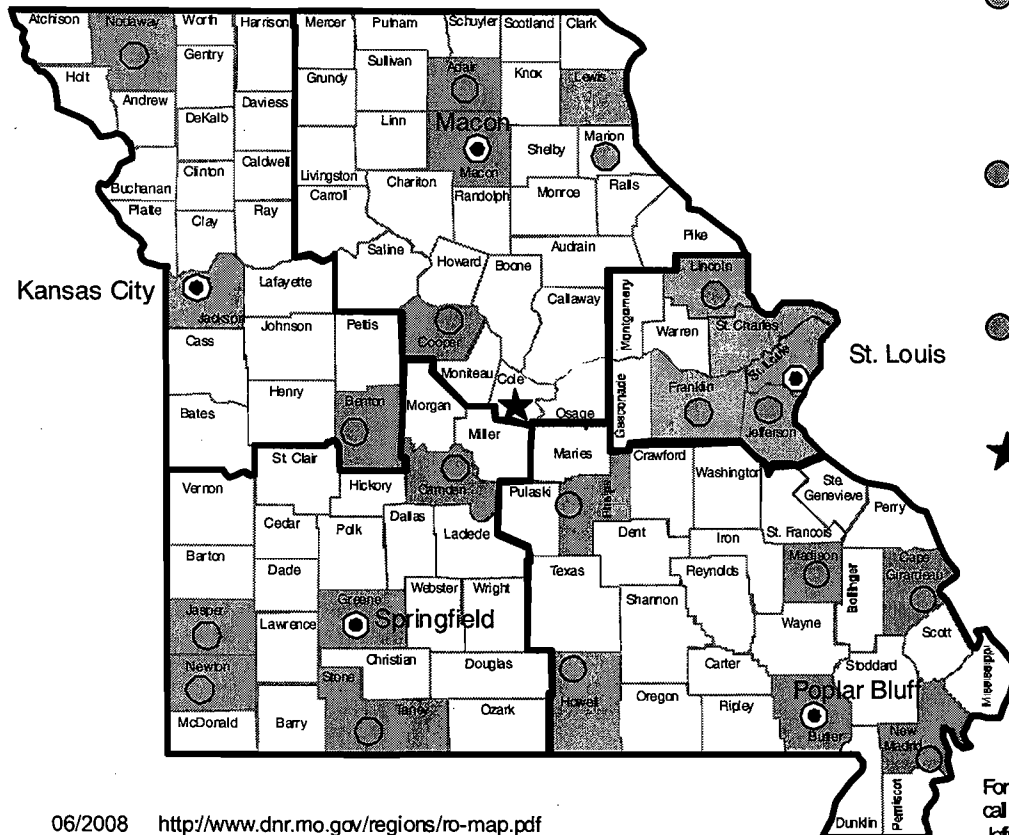 Atchison Nodaway Worth Harrison Mercer Putnam Schuyler Scotland Clark
Holt Gentry Grundy Sullivan Adair Knox Lewis
Andrew DeKalb Daviess Linn Macon Shelby Marion
Macon
Buchanan Clinton Caldwell Livingston Chariton Randolph Monroe Ralls
Platte Clay Ray Carroll Audrain Pike
Saline Howard Boone Lincoln
Kansas City Jackson Lafayette Callaway Montgomery Warren St. Charles
Cass Johnson Pettis Cooper St. Louis St. Louis
Moniteau Cole Gasconade Franklin
Bates Henry Benton Morgan Osage Jefferson
Miller
St. Clair Maries Crawford Washington Ste.
Genevieve
Vernon Hickory Camden Pulaski Phelps Perry
Cedar Polk Dallas Laclede Dent Iron St. Francois
Barton Dade Texas Reynolds Madison Bollinger Cape
Girardeau
Jasper Lawrence Greene Webster Wright Shannon Wayne Scott
Springfield
Newton Stone Christian Douglas Howell Carter Stoddard Mississippi
McDonald Barry Taney Ozark Oregon Ripley Poplar Bluff
Butler New
Madrid
Dunklin Pemiscot
For
call
06/2008 http://www.dnr.mo.gov/regions/ro-map.pdf